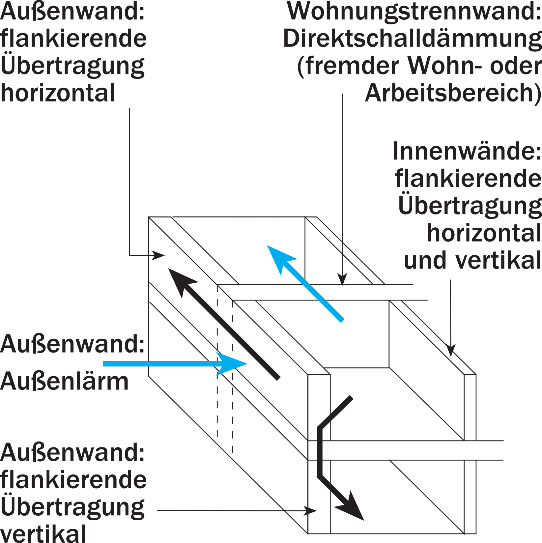 Außenwand:
flankierende
Übertragung
horizontal
Wohnungstrennwand:
Direktschalldämmung
(fremder Wohn- oder
Arbeitsbereich)
Innenwände:
flankierende
Übertragung
horizontal
und vertikal
Außenwand:
Außenlärm
Außenwand:
flankierende
Übertragung
vertikal